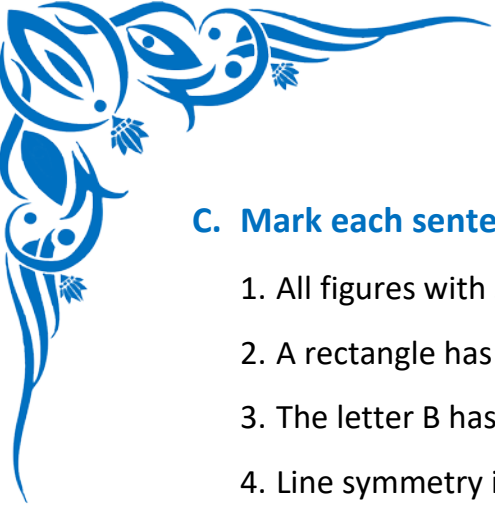 C. Mark each sente
1. All figures with
2. A rectangle has
3. The letter B has
4. Line symmetry i